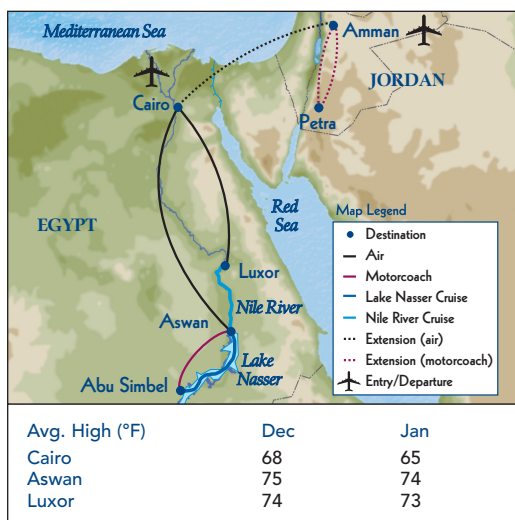 Mediterranean Sea
Amman
JORDAN
Cairo
Petra
Red
Sea
EGYPT
Luxor
Nile River
Aswan
Lake
Nasser
Abu Simbel
Map Legend
Destination
Air
Motorcoach
Lake Nasser Cruise
Nile River Cruise
Extension (air)
Extension (motorcoach)
Entry/Departure
Avg. High (°F) Dec Jan
Cairo 68 65
Aswan 75 74
Luxor 74 73